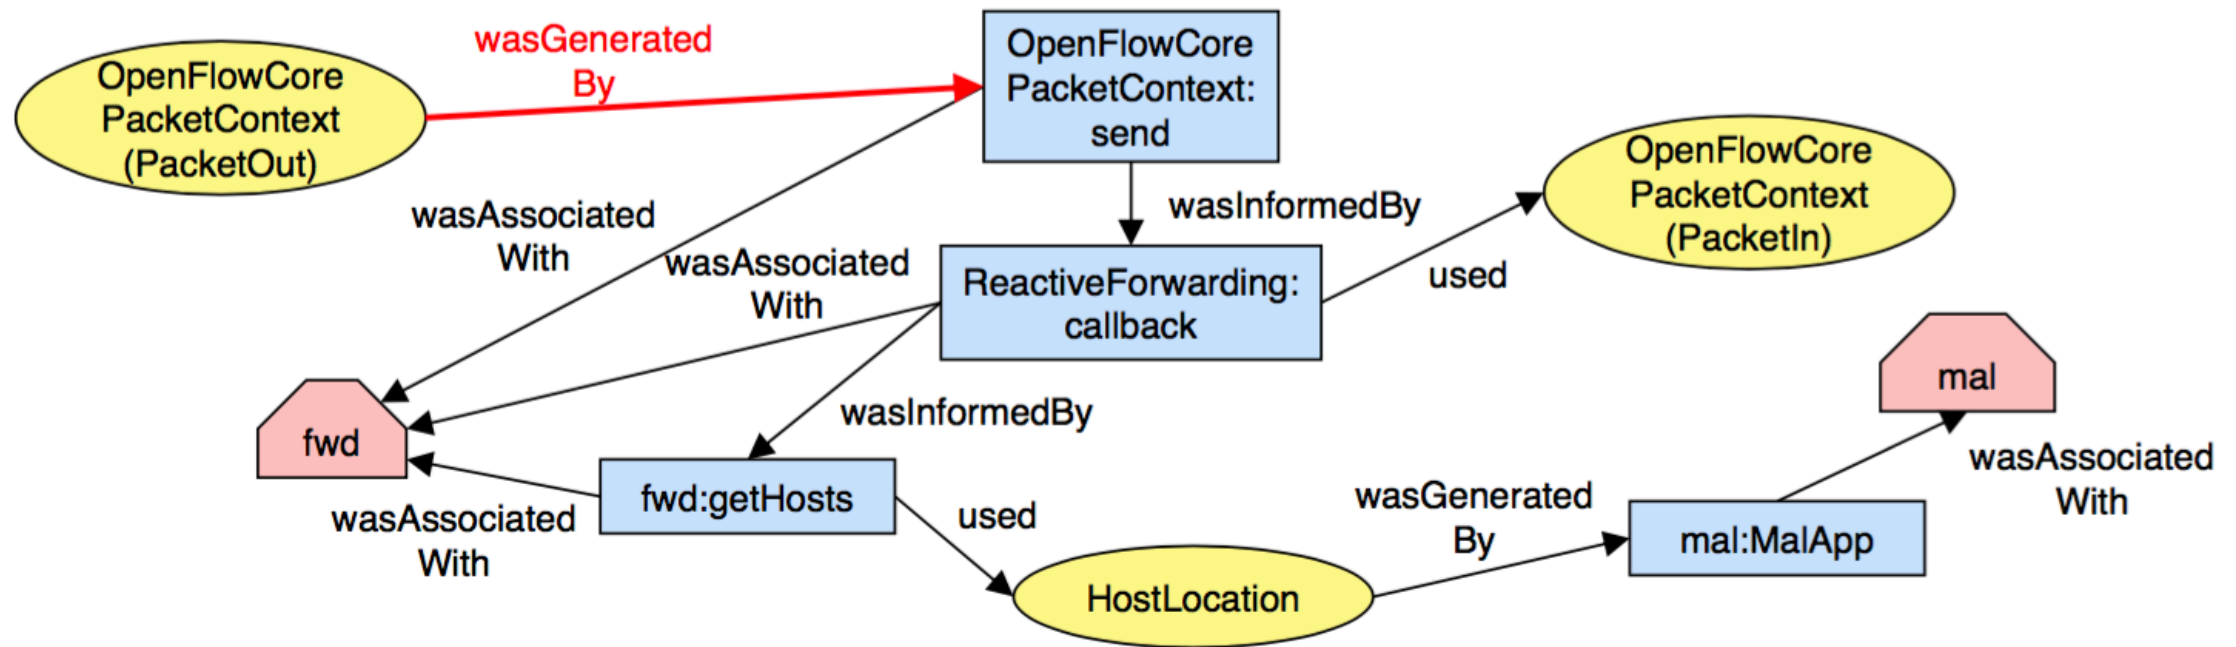 wasGenerated
By
OpenFlowCore
PacketContext
(PacketOut)
OpenFlowCore
PacketContext:
send
wasAssociated
With
wasInformedBy
OpenFlowCore
PacketContext
(PacketIn)
wasAssociated
With
ReactiveForwarding:
callback
used
fwd
wasInformedBy
mal
wasAssociated
With
fwd:getHosts
used
wasGenerated
By
mal:MalApp
wasAssociated
With
HostLocation